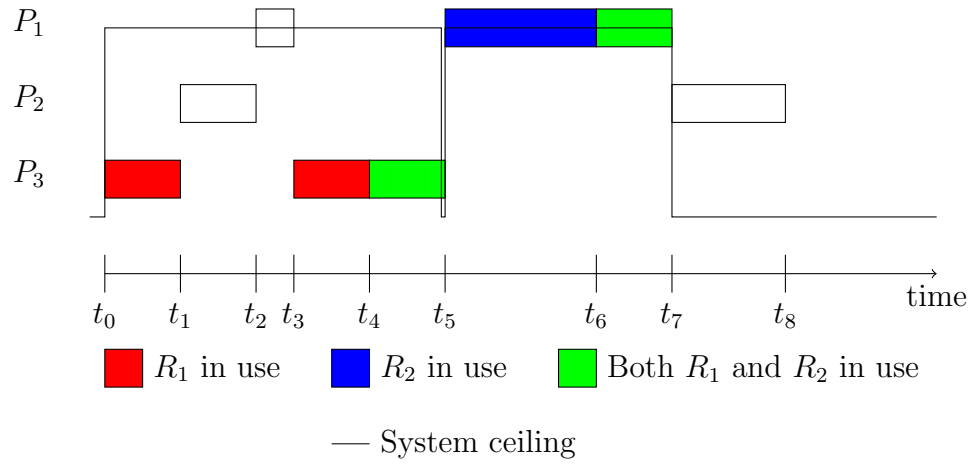 P₁
P₂
P₃
time
t₀ t₁ t₂ t₃ t₄ t₅ t₆ t₇ t₈
R₁ in use R₂ in use Both R₁ and R₂ in use
System ceiling